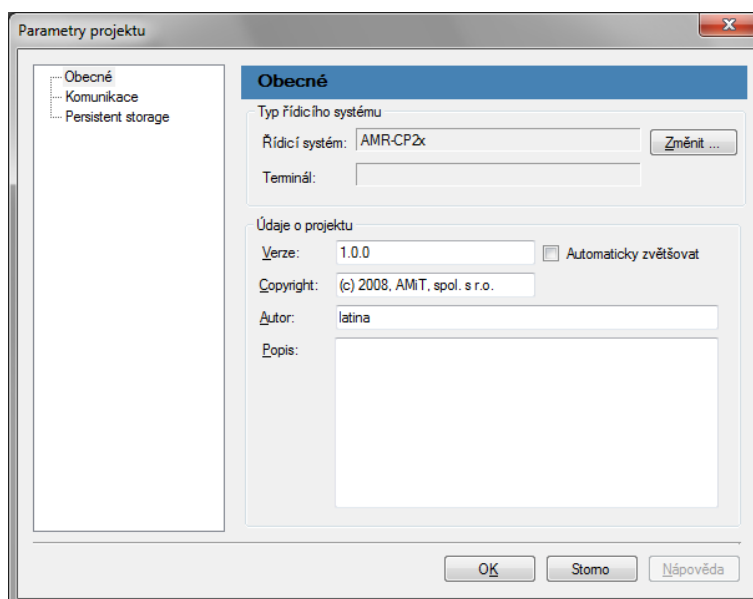 Parametry projektu
Obecné
Komunikace
Persistent storage
Obecné
Typ řídicího systému
Řídicí systém: AMR-CP2x Změnit ...
Terminál:
Údaje o projektu
Verze: 1.0.0 Automaticky zvětšovat
Copyright: (c) 2008, AMiT, spol. s r.o.
Autor: latina
Popis:
OK Storno Nápověda